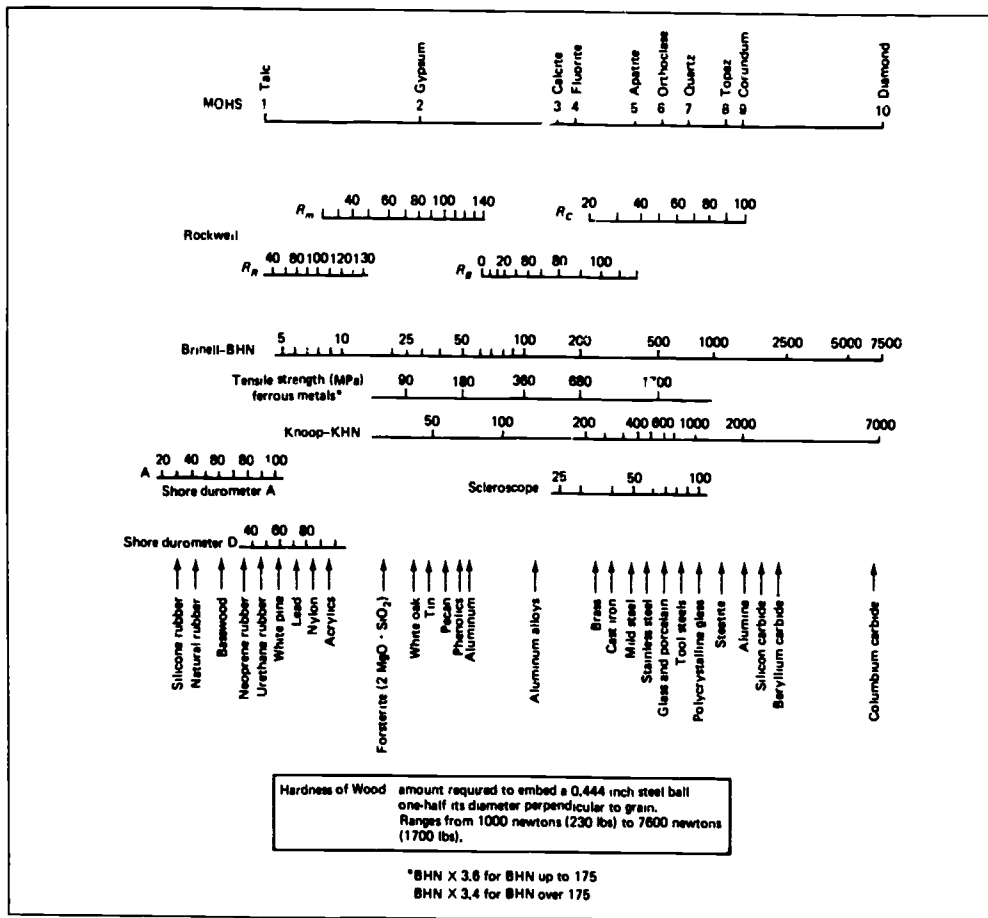 Talc
Gypsum
Calcite
Fluorite
Apatite
Orthoclase
Quartz
Topaz
Corundum
Diamond
MOHS 1 2 3 4 5 6 7 8 9 10
Rm 40 60 80 100 140
RC 20 40 60 80 100
Rockwell
RR 40 80 100 120 130
RB 0 20 60 80 100
Brinell-BHN 5 10 25 50 100 200 500 1000 2500 5000 7500
Tensile strength (MPa) 90 180 360 680
ferrous metals*
Knoop-KHN 50 100 200 400 600 1000 2000 7000
A 20 40 60 80 100
Shore durometer A
Scleroscope 25 50 100
Shore durometer D 40 60 80
Silicone rubber
Natural rubber
Basswood
Neoprene rubber
Urethane rubber
White pine
Lead
Nylon
Acrylics
Forsterite (2 MgO · SiO₂)
White oak
Tin
Pecan
Phenolics
Aluminum
Aluminum alloys
Brass
Cast iron
Mild steel
Stainless steel
Glass and porcelain
Tool steels
Polycrystalline glass
Steatite
Alumina
Silicon carbide
Beryllium carbide
Columbium carbide
Hardness of Wood amount required to embed a 0.444 inch steel ball
one-half its diameter perpendicular to grain.
Ranges from 1000 newtons (230 lbs) to 7600 newtons
(1700 lbs).
*BHN X 3.6 for BHN up to 175
BHN X 3.4 for BHN over 175